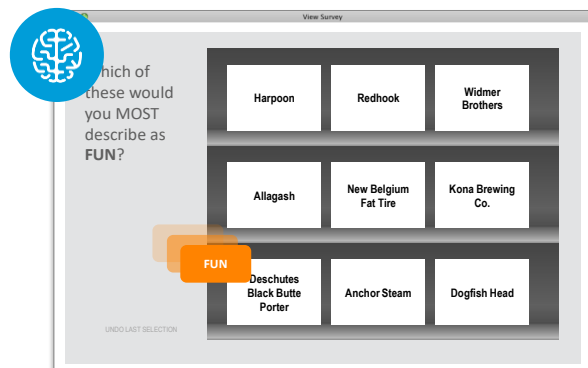 View Survey
Which of
these would
you MOST
describe as
FUN?
Harpoon
Redhook
Widmer
Brothers
Allagash
New Belgium
Fat Tire
Kona Brewing
Co.
FUN
Deschutes
Black Butte
Porter
Anchor Steam
Dogfish Head
UNDO LAST SELECTION